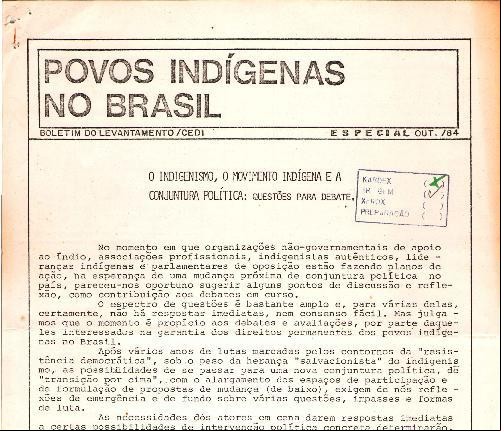 POVOS INDÍGENAS
NO BRASIL
BOLETIM DO LEVANTAMENTO/CEDI
ESPECIAL OUT./84
O INDIGENISMO, O MOVIMENTO INDÍGENA E A
CONJUNTURA POLÍTICA: QUESTÕES PARA DEBATE.
KARDEX ( )
( )
XEROX ( )
PREPARAÇÃO ( )
No momento em que organizações não-governamentais de apoio
ao Índio, associações profissionais, indigenistas autênticos, lide -
ranças indígenas e parlamentares de oposição estão fazendo planos de
ação, na esperança de uma mudança próxima de conjuntura política no
país, pareceu-nos oportuno sugerir alguns pontos de discussão e refle-
xão, como contribuição aos debates em curso.
O espectro de questões é bastante amplo e, para várias delas,
certamente, não há respostas imediatas, nem consenso fácil. Mas julga -
mos que o momento é propício aos debates e avaliações, por parte daque-
les interessados na garantia dos direitos permanentes dos povos indíge-
nas no Brasil.
Após vários anos de lutas marcadas pelos contornos da "resis-
tência democrática", sob o peso da herança "salvacionista" do indigenis
mo, as possibilidades de se passar para uma nova conjuntura política, de
"transição por cima", com o alargamento dos espaços de participação e
de formulação de propostas de mudança (de baixo), exigem de nós refle -
xões de emergência e de fundo sobre várias questões, impasses e formas
de luta.
As necessidades dos atores em cena darem respostas imediatas
a certas possibilidades de intervenção política concreta determinarão,